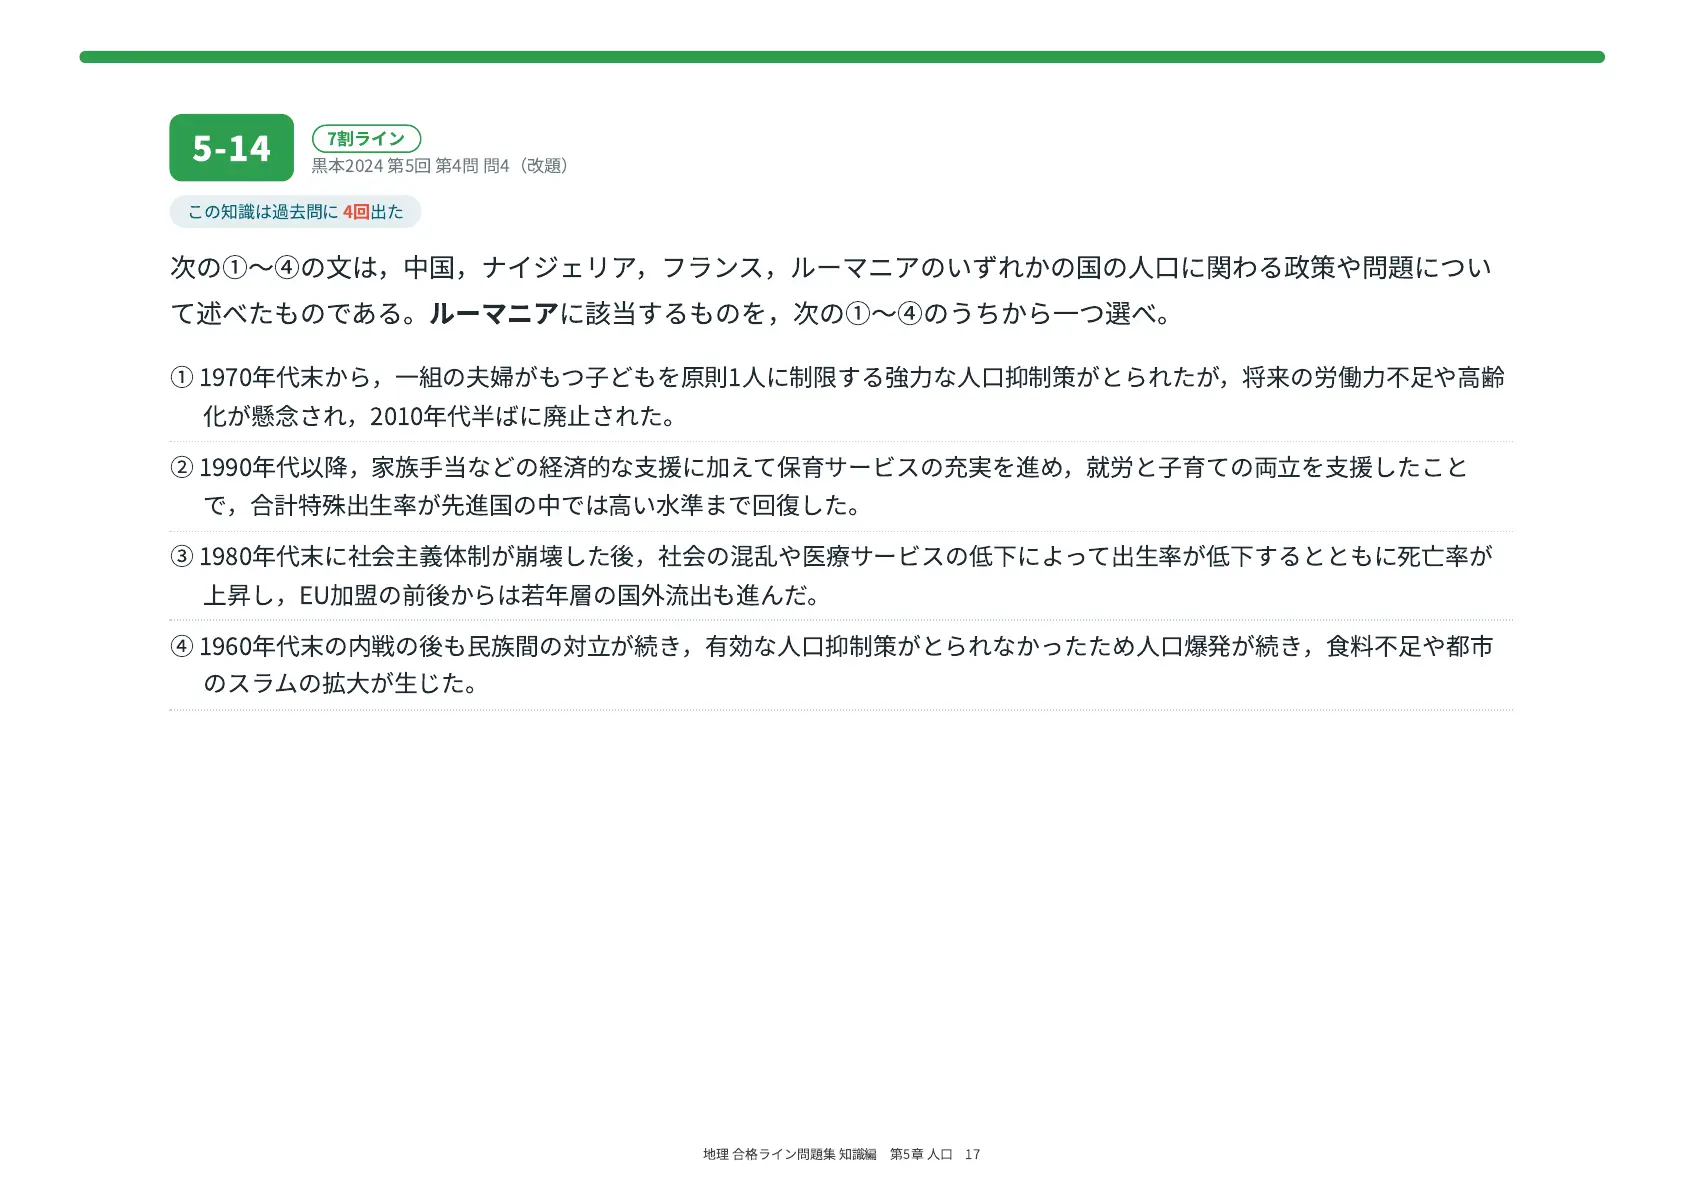 5-14
7割ライン
黒本2024 第5回 第4問 問4（改題）
この知識は過去問に 4回出た
次の①〜④の文は，中国，ナイジェリア，フランス，ルーマニアのいずれかの国の人口に関わる政策や問題につい
て述べたものである。ルーマニアに該当するものを，次の①〜④のうちから一つ選べ。
① 1970年代末から，一組の夫婦がもつ子どもを原則1人に制限する強力な人口抑制策がとられたが，将来の労働力不足や高齢
化が懸念され，2010年代半ばに廃止された。
② 1990年代以降，家族手当などの経済的な支援に加えて保育サービスの充実を進め，就労と子育ての両立を支援したこと
で，合計特殊出生率が先進国の中では高い水準まで回復した。
③ 1980年代末に社会主義体制が崩壊した後，社会の混乱や医療サービスの低下によって出生率が低下するとともに死亡率が
上昇し，EU加盟の前後からは若年層の国外流出も進んだ。
④ 1960年代末の内戦の後も民族間の対立が続き，有効な人口抑制策がとられなかったため人口爆発が続き，食料不足や都市
のスラムの拡大が生じた。
地理 合格ライン問題集 知識編　第5章 人口　17